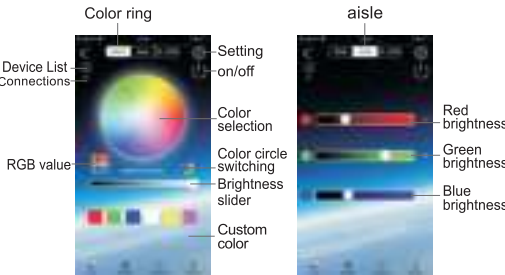 Color ring
Device List
Connections
Setting
on/off
Color
selection
RGB value
Color circle
switching
Brightness
slider
Custom
color
aisle
Red
brightness
Green
brightness
Blue
brightness